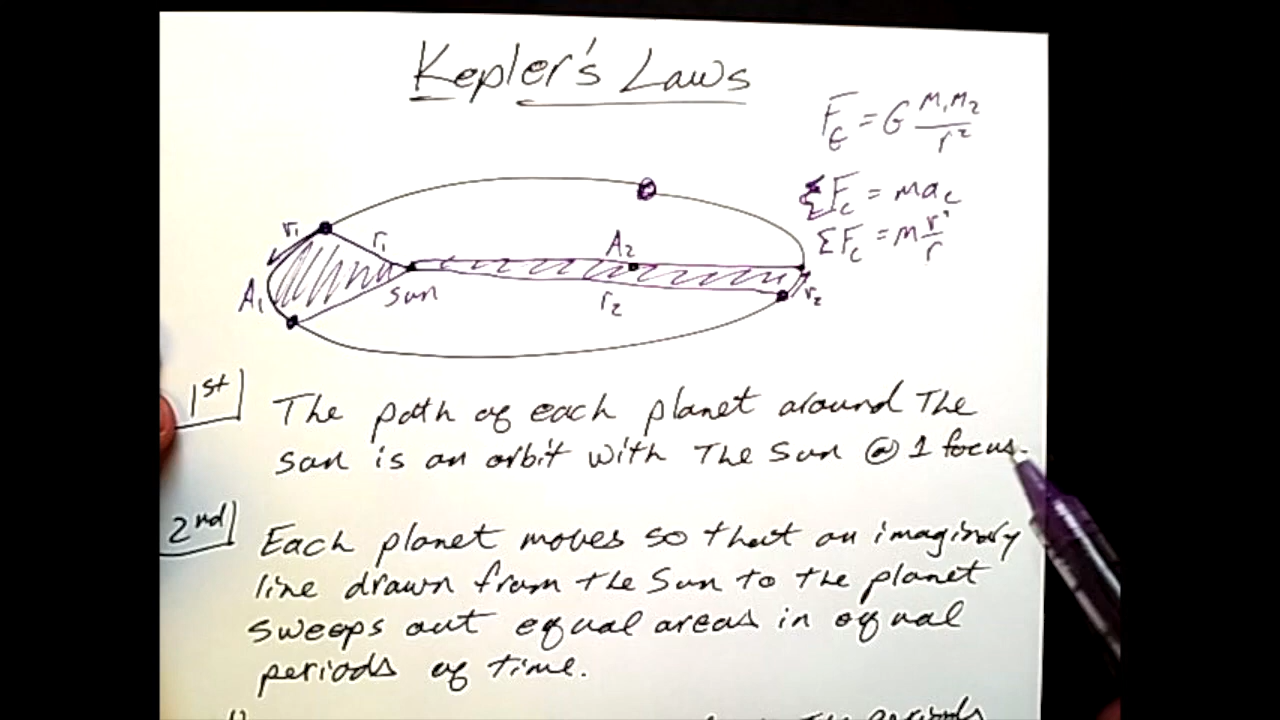 Kepler's Laws
F_G = G m₁m₂ / r²
ΣF_c = ma_c
ΣF_c = m v² / r
v₁
r₁
A₂
A₁
Sun
r₂
v₂
1st
The path of each planet around The
sun is an orbit with The Sun @ 1 focus.
2nd
Each planet moves so that an imaginary
line drawn from the Sun to the planet
sweeps out equal areas in equal
periods of time.